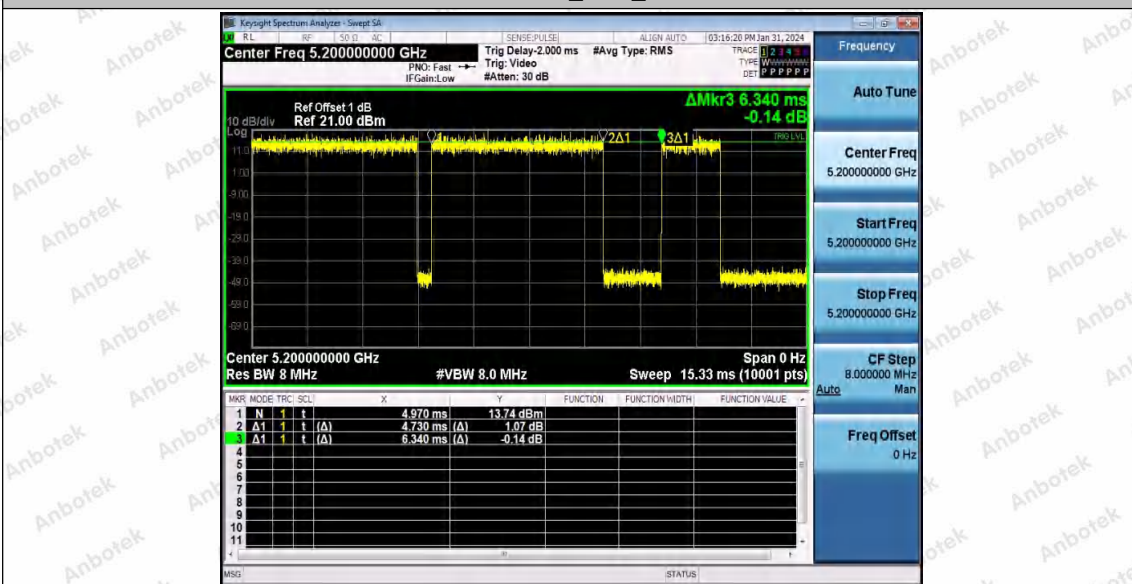 Keysight Spectrum Analyzer - Swept SA
RL RF 50 Ω AC SENSE:PULSE ALIGN AUTO 03:16:20 PM Jan 31, 2024
Center Freq 5.200000000 GHz
PNO: Fast
IFGain:Low
Trig Delay-2.000 ms
Trig: Video
#Atten: 30 dB
#Avg Type: RMS
TRACE 1 2 3 4 5 6
TYPE W
DET P P P P P P
Frequency
Auto Tune
Center Freq
5.200000000 GHz
Start Freq
5.200000000 GHz
Stop Freq
5.200000000 GHz
CF Step
8.000000 MHz
Auto Man
Freq Offset
0 Hz
ΔMkr3 6.340 ms
-0.14 dB
Ref Offset 1 dB
10 dB/div Ref 21.00 dBm
Log
11.0
1.00
-9.00
-19.0
-29.0
-39.0
-49.0
-59.0
-69.0
1
2Δ1
3Δ1
TRIG LVL
Center 5.200000000 GHz Span 0 Hz
Res BW 8 MHz #VBW 8.0 MHz Sweep 15.33 ms (10001 pts)
MKR MODE TRC SCL X Y FUNCTION FUNCTION WIDTH FUNCTION VALUE
1 N 1 t 4.970 ms 13.74 dBm
2 Δ1 1 t (Δ) 4.730 ms (Δ) 1.07 dB
3 Δ1 1 t (Δ) 6.340 ms (Δ) -0.14 dB
4
5
6
7
8
9
10
11
MSG STATUS
Anbotek